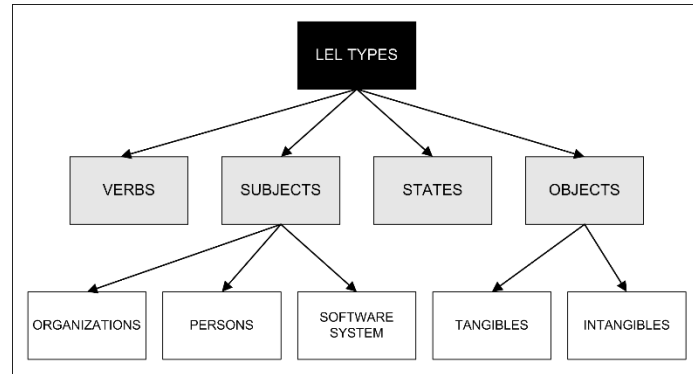 LEL TYPES
VERBS
SUBJECTS
STATES
OBJECTS
ORGANIZATIONS
PERSONS
SOFTWARE
SYSTEM
TANGIBLES
INTANGIBLES